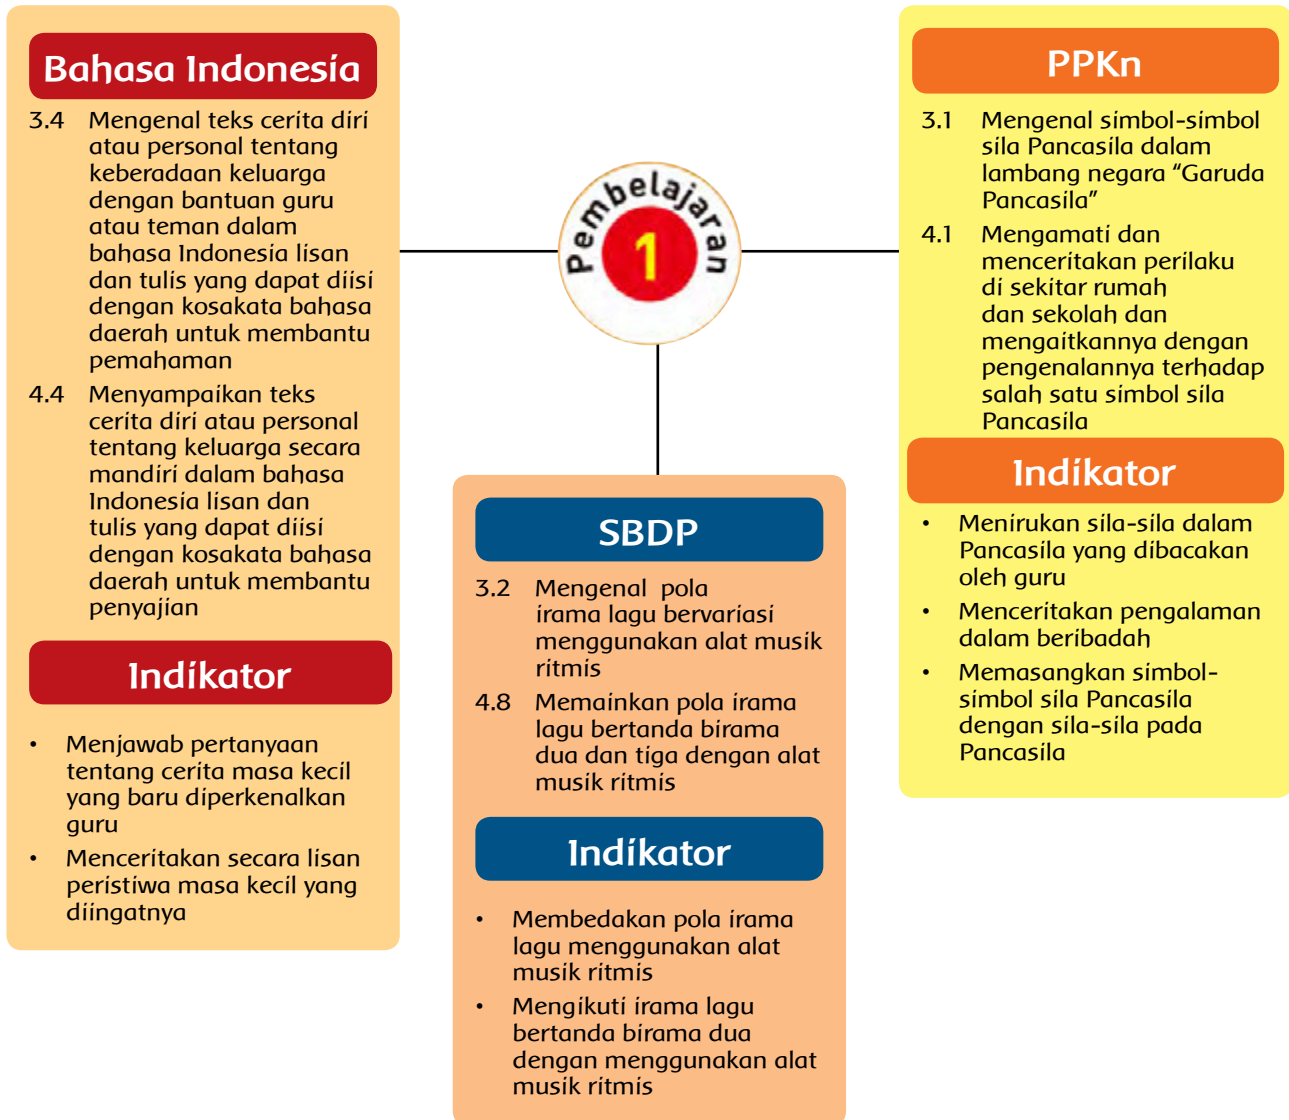 Bahasa Indonesia
3.4 Mengenal teks cerita diri
atau personal tentang
keberadaan keluarga
dengan bantuan guru
atau teman dalam
bahasa Indonesia lisan
dan tulis yang dapat diisi
dengan kosakata bahasa
daerah untuk membantu
pemahaman
4.4 Menyampaikan teks
cerita diri atau personal
tentang keluarga secara
mandiri dalam bahasa
Indonesia lisan dan
tulis yang dapat diisi
dengan kosakata bahasa
daerah untuk membantu
penyajian
Indikator
• Menjawab pertanyaan
tentang cerita masa kecil
yang baru diperkenalkan
guru
• Menceritakan secara lisan
peristiwa masa kecil yang
diingatnya
Pembelajaran
1
SBDP
3.2 Mengenal pola
irama lagu bervariasi
menggunakan alat musik
ritmis
4.8 Memainkan pola irama
lagu bertanda birama
dua dan tiga dengan alat
musik ritmis
Indikator
• Membedakan pola irama
lagu menggunakan alat
musik ritmis
• Mengikuti irama lagu
bertanda birama dua
dengan menggunakan alat
musik ritmis
PPKn
3.1 Mengenal simbol-simbol
sila Pancasila dalam
lambang negara “Garuda
Pancasila”
4.1 Mengamati dan
menceritakan perilaku
di sekitar rumah
dan sekolah dan
mengaitkannya dengan
pengenalannya terhadap
salah satu simbol sila
Pancasila
Indikator
• Menirukan sila-sila dalam
Pancasila yang dibacakan
oleh guru
• Menceritakan pengalaman
dalam beribadah
• Memasangkan simbol-
simbol sila Pancasila
dengan sila-sila pada
Pancasila